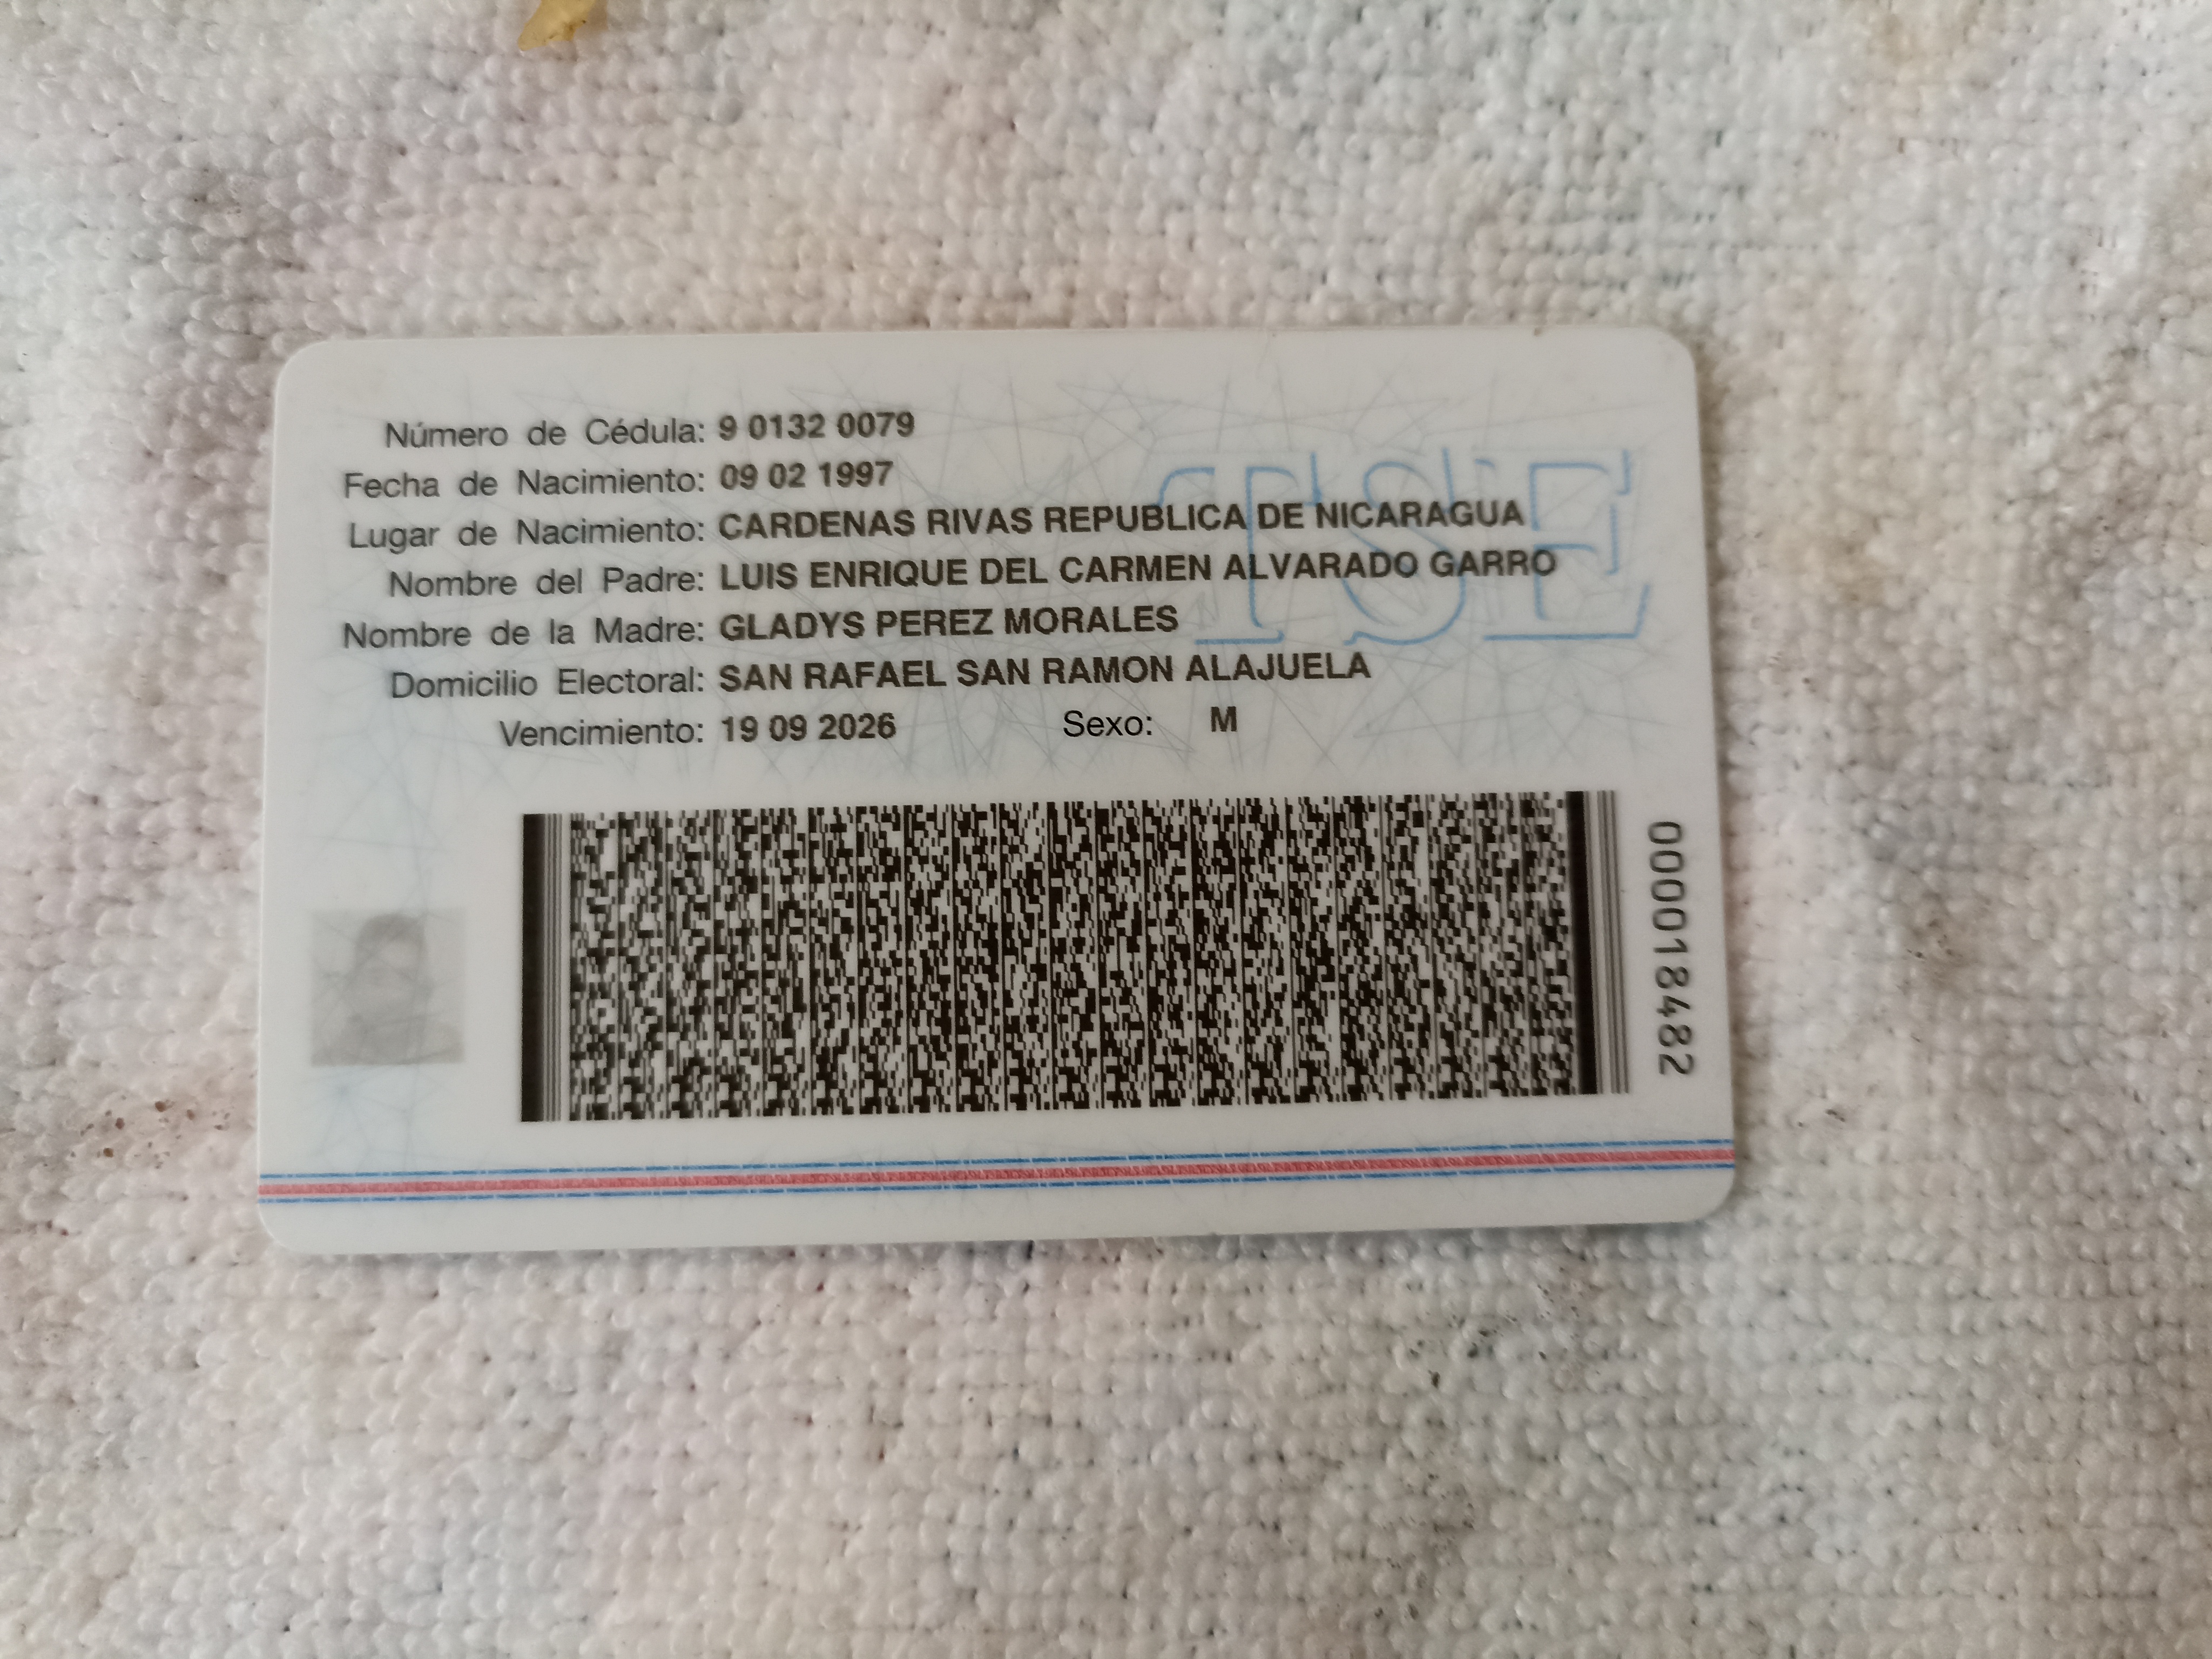 Número de Cédula: 9 0132 0079
Fecha de Nacimiento: 09 02 1997
Lugar de Nacimiento: CARDENAS RIVAS REPUBLICA DE NICARAGUA
Nombre del Padre: LUIS ENRIQUE DEL CARMEN ALVARADO GARRO
Nombre de la Madre: GLADYS PEREZ MORALES
Domicilio Electoral: SAN RAFAEL SAN RAMON ALAJUELA
Vencimiento: 19 09 2026 Sexo: M
TSE
000018482